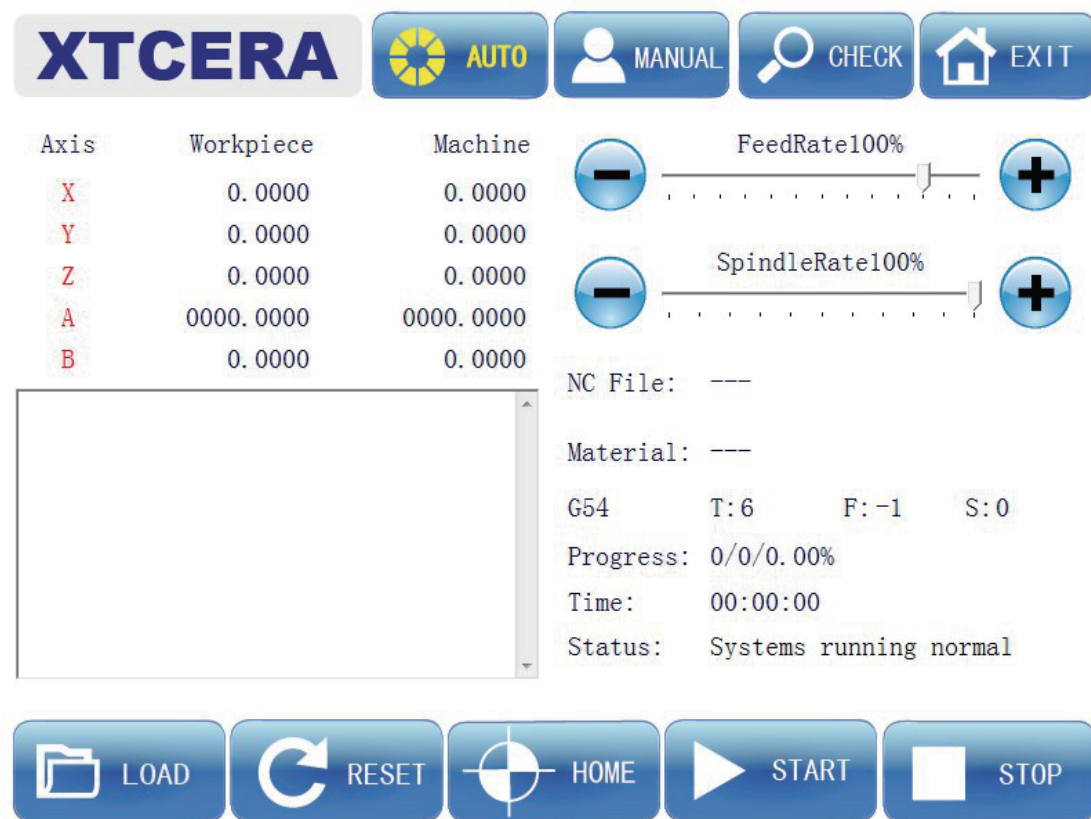 XTCERA AUTO MANUAL CHECK EXIT
Axis Workpiece Machine
X 0.0000 0.0000
Y 0.0000 0.0000
Z 0.0000 0.0000
A 0000.0000 0000.0000
B 0.0000 0.0000
FeedRate100%
SpindleRate100%
NC File: ---
Material: ---
G54 T:6 F:-1 S:0
Progress: 0/0/0.00%
Time: 00:00:00
Status: Systems running normal
LOAD RESET HOME START STOP